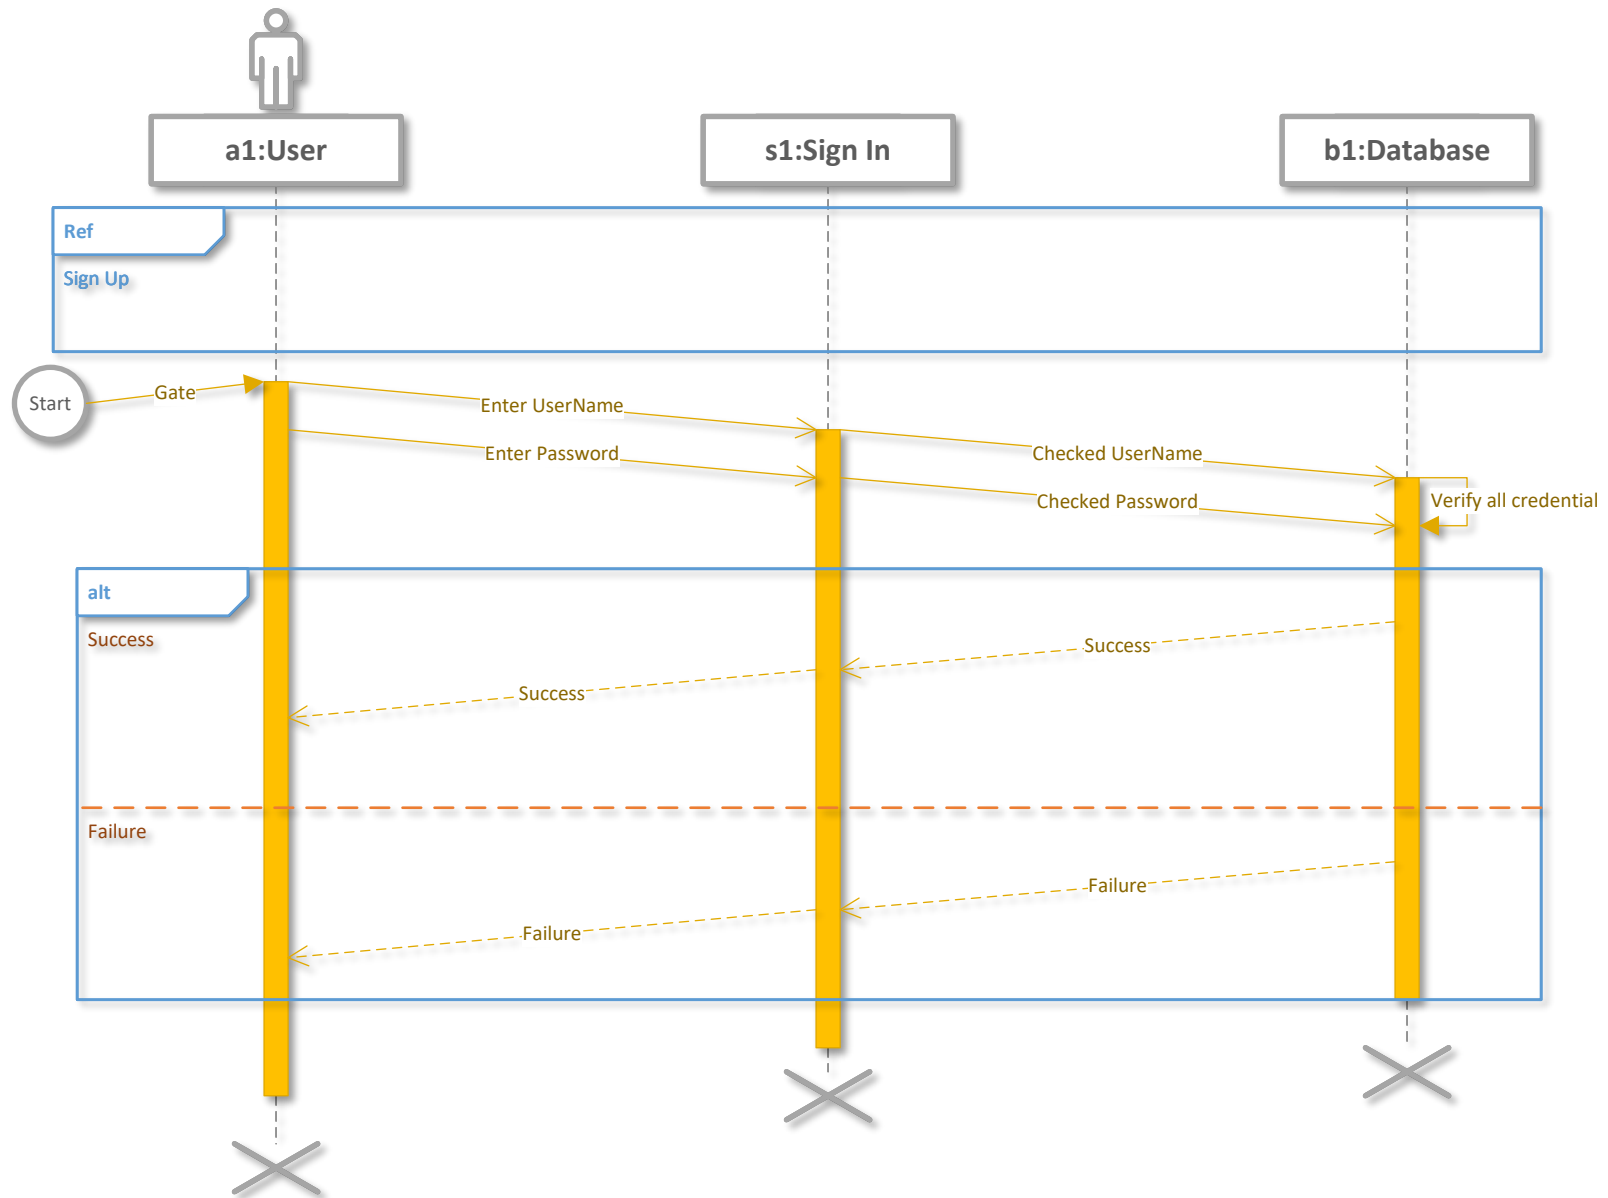 a1:User
s1:Sign In
b1:Database
Ref
Sign Up
Start
Gate
Enter UserName
Enter Password
Checked UserName
Checked Password
Verify all credential
alt
Success
Success
Success
Failure
Failure
Failure